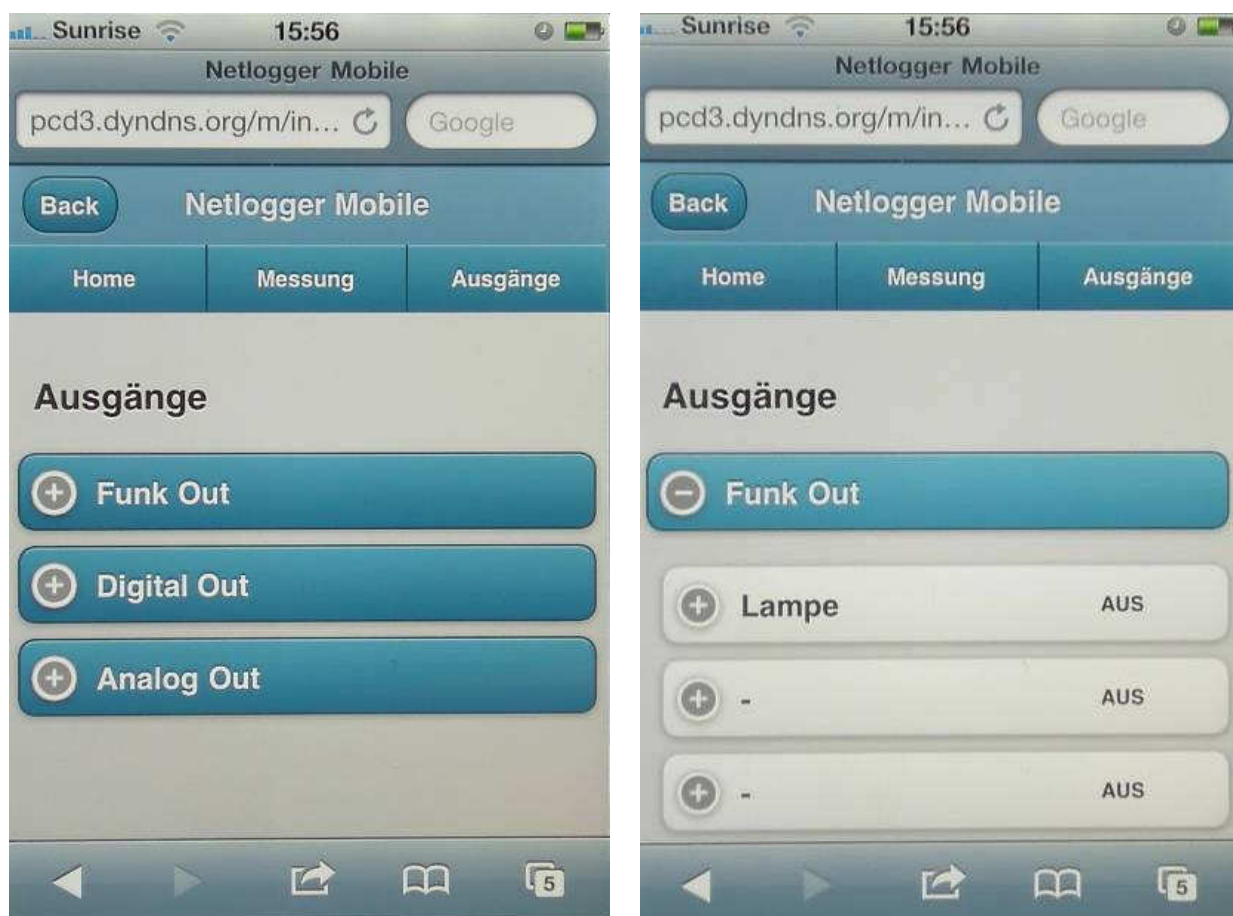 Sunrise 15:56
Netlogger Mobile
pcd3.dyndns.org/m/in... Google
Back Netlogger Mobile
Home Messung Ausgänge
Ausgänge
Funk Out
Digital Out
Analog Out
5
Sunrise 15:56
Netlogger Mobile
pcd3.dyndns.org/m/in... Google
Back Netlogger Mobile
Home Messung Ausgänge
Ausgänge
Funk Out
Lampe AUS
- AUS
- AUS
5